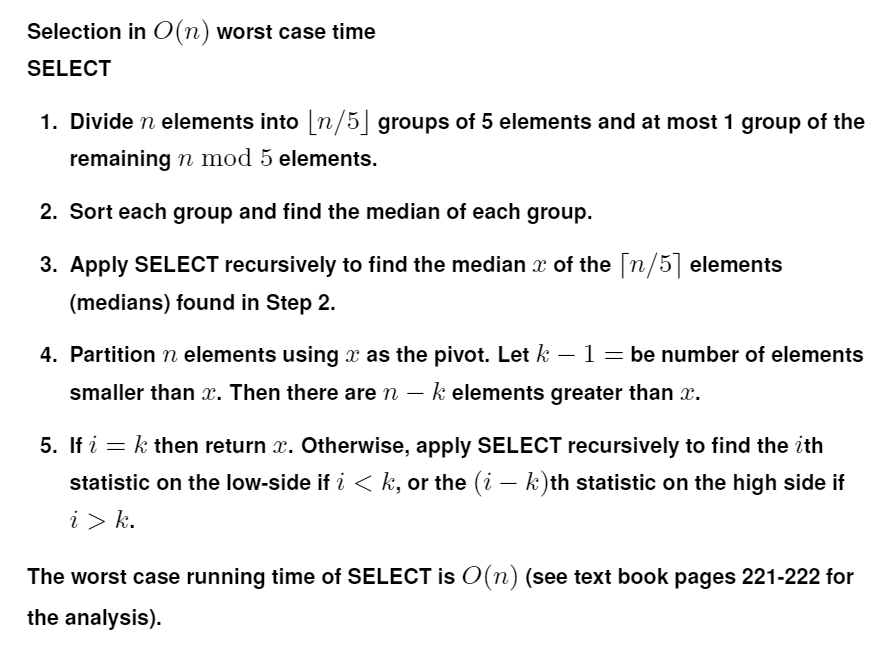 Selection in O(n) worst case time
SELECT
1. Divide n elements into ⌊n/5⌋ groups of 5 elements and at most 1 group of the
remaining n mod 5 elements.
2. Sort each group and find the median of each group.
3. Apply SELECT recursively to find the median x of the ⌈n/5⌉ elements
(medians) found in Step 2.
4. Partition n elements using x as the pivot. Let k − 1 = be number of elements
smaller than x. Then there are n − k elements greater than x.
5. If i = k then return x. Otherwise, apply SELECT recursively to find the ith
statistic on the low-side if i < k, or the (i − k)th statistic on the high side if
i > k.
The worst case running time of SELECT is O(n) (see text book pages 221-222 for
the analysis).